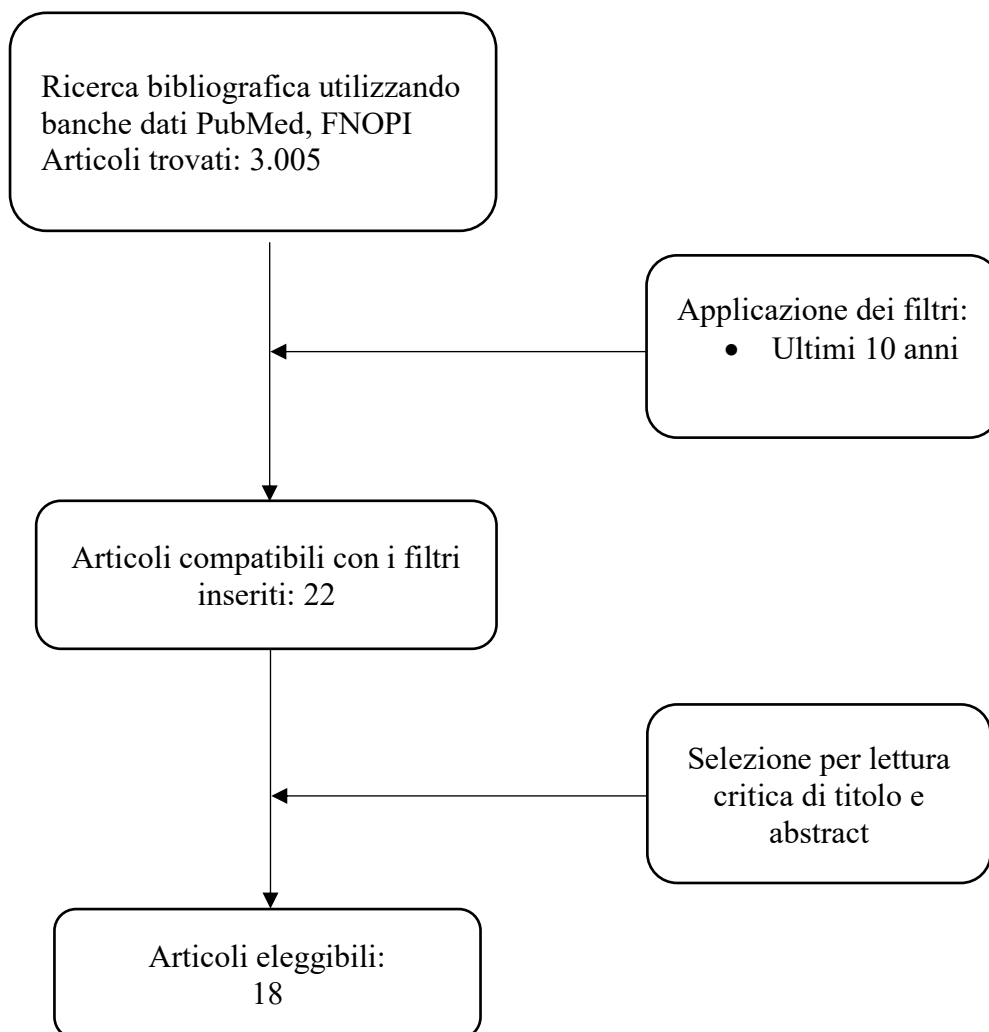 Ricerca bibliografica utilizzando
banche dati PubMed, FNOPI
Articoli trovati: 3.005
Applicazione dei filtri:
• Ultimi 10 anni
Articoli compatibili con i filtri
inseriti: 22
Selezione per lettura
critica di titolo e
abstract
Articoli eleggibili:
18